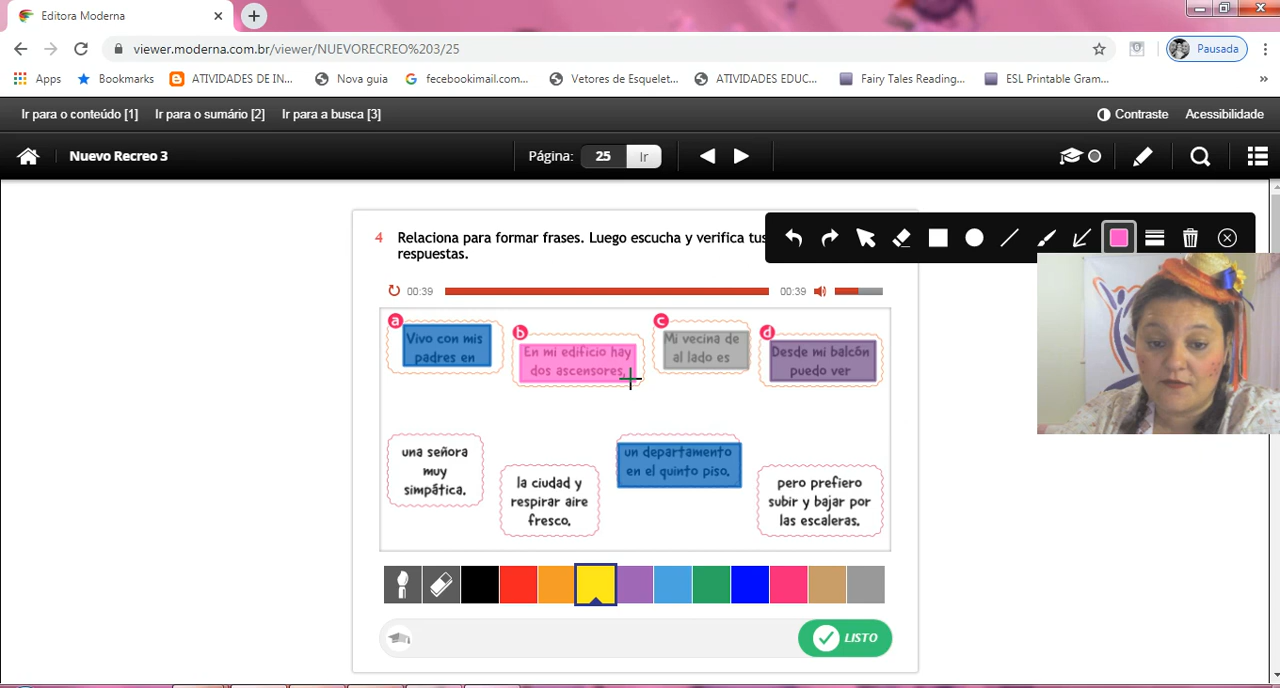 Editora Moderna
viewer.moderna.com.br/viewer/NUEVORECREO%203/25
Pausada
Apps
Bookmarks
ATIVIDADES DE IN...
Nova guia
fecebookimail.com...
Vetores de Esquelet...
ATIVIDADES EDUC...
Fairy Tales Reading...
ESL Printable Gram...
»
Ir para o conteúdo [1]
Ir para o sumário [2]
Ir para a busca [3]
Contraste
Acessibilidade
Nuevo Recreo 3
Página:
25
Ir
4 Relaciona para formar frases. Luego escucha y verifica tus
respuestas.
00:39
00:39
a
Vivo con mis
padres en
b
En mi edificio hay
dos ascensores,
c
Mi vecina de
al lado es
d
Desde mi balcón
puedo ver
una señora
muy
simpática.
la ciudad y
respirar aire
fresco.
un departamento
en el quinto piso.
pero prefiero
subir y bajar por
las escaleras.
LISTO